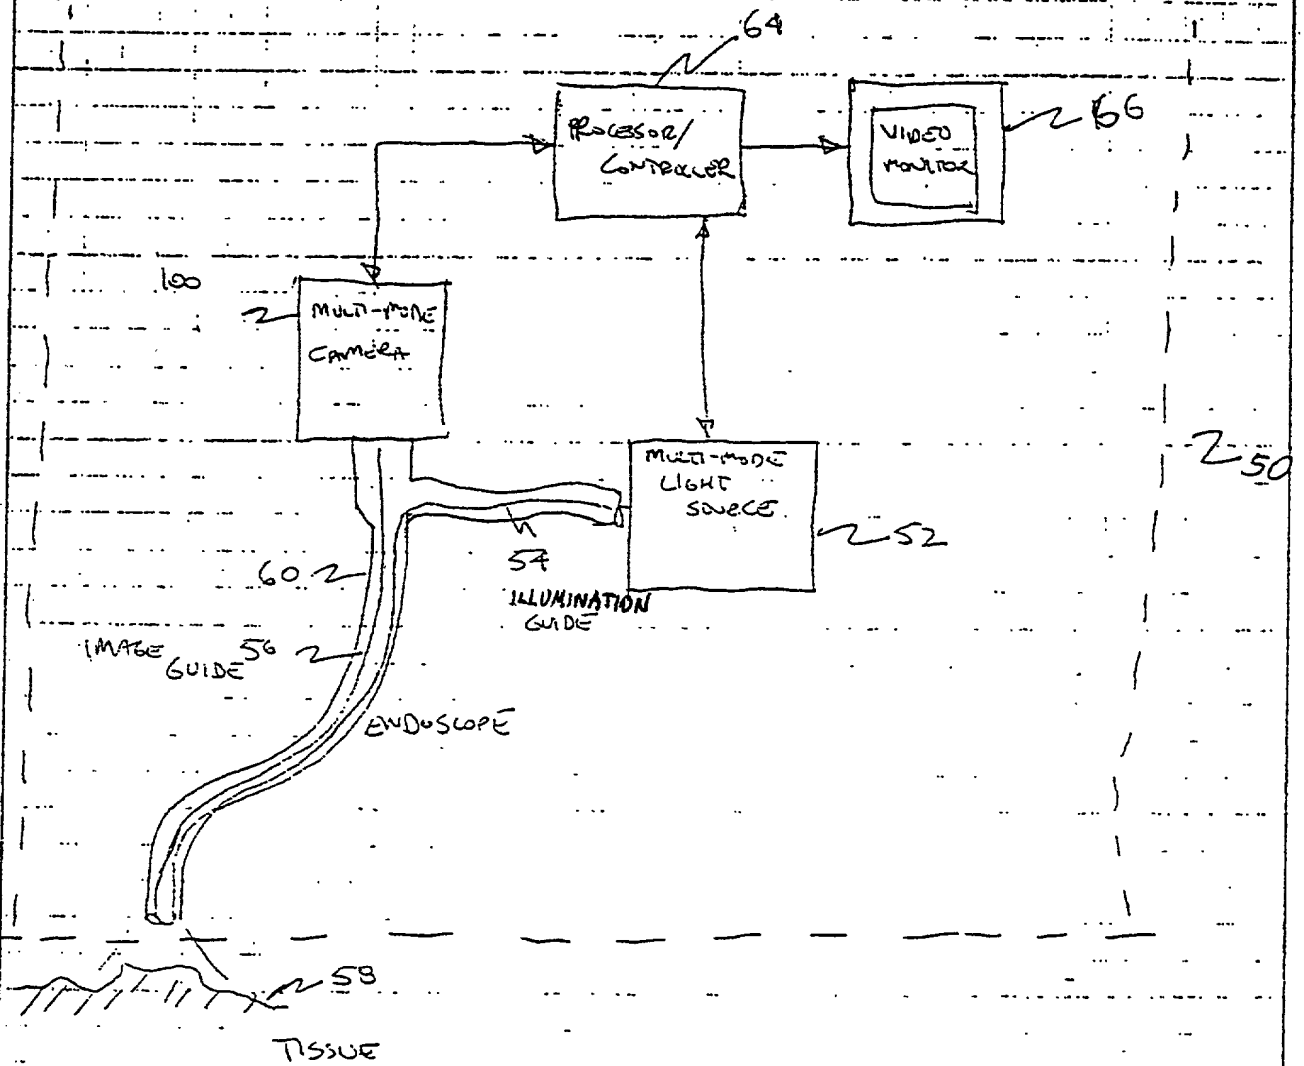 64
PROCESSOR/
CONTROLLER
VIDEO
MONITOR
66
100
MULTI-MODE
CAMERA
50
MULTI-MODE
LIGHT
SOURCE
52
60
54
ILLUMINATION
GUIDE
IMAGE
GUIDE 56
ENDOSCOPE
58
TISSUE